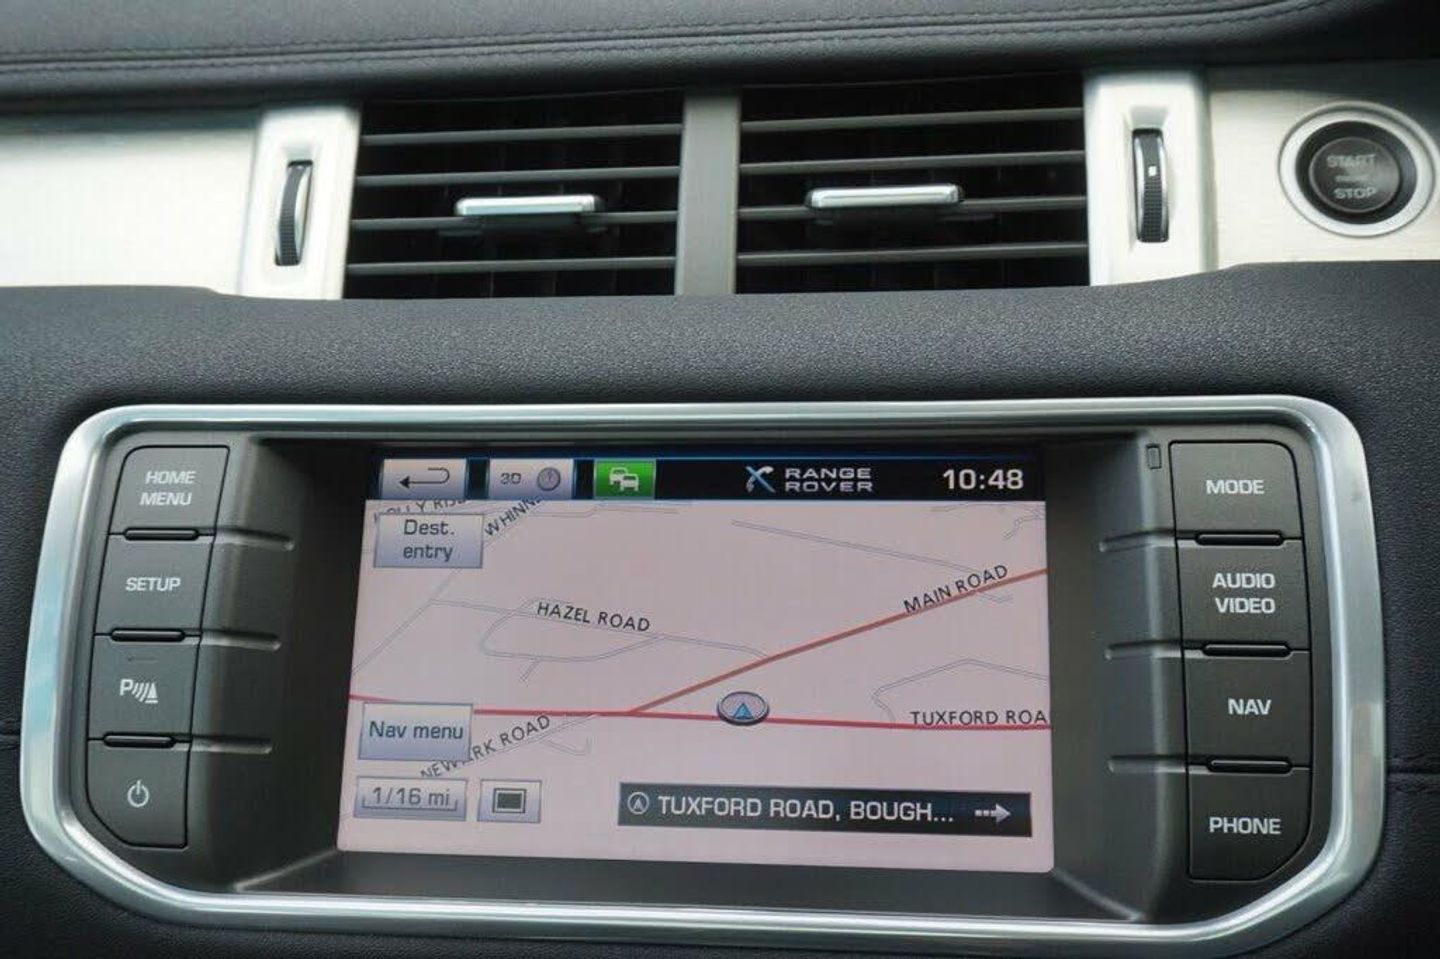 START
STOP
HOME
MENU
SETUP
P
3D
RANGE
ROVER
10:48
Dest.
entry
HAZEL ROAD
MAIN ROAD
TUXFORD ROA
Nav menu
ROAD
1/16 mi
TUXFORD ROAD, BOUGH...
MODE
AUDIO
VIDEO
NAV
PHONE